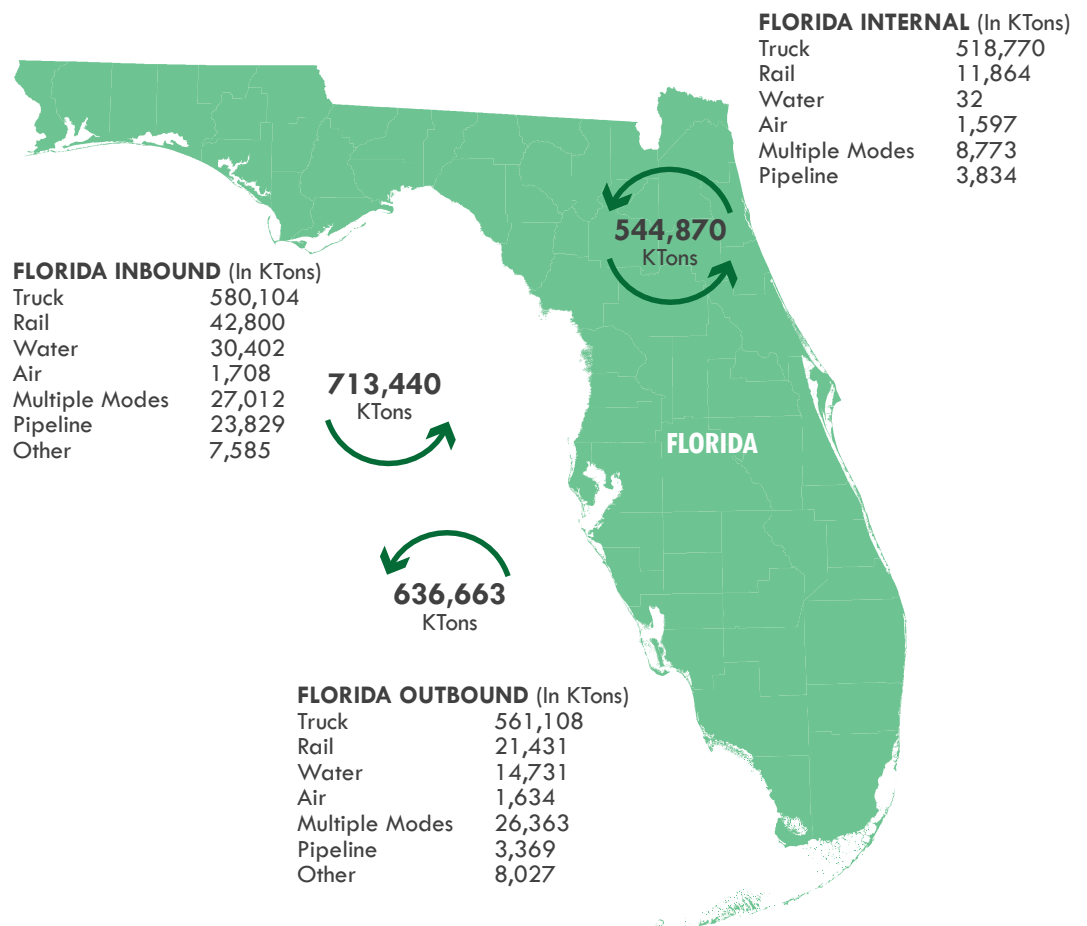 FLORIDA INTERNAL (In KTons)
Truck 518,770
Rail 11,864
Water 32
Air 1,597
Multiple Modes 8,773
Pipeline 3,834
544,870
KTons
FLORIDA INBOUND (In KTons)
Truck 580,104
Rail 42,800
Water 30,402
Air 1,708
Multiple Modes 27,012
Pipeline 23,829
Other 7,585
713,440
KTons
FLORIDA
636,663
KTons
FLORIDA OUTBOUND (In KTons)
Truck 561,108
Rail 21,431
Water 14,731
Air 1,634
Multiple Modes 26,363
Pipeline 3,369
Other 8,027